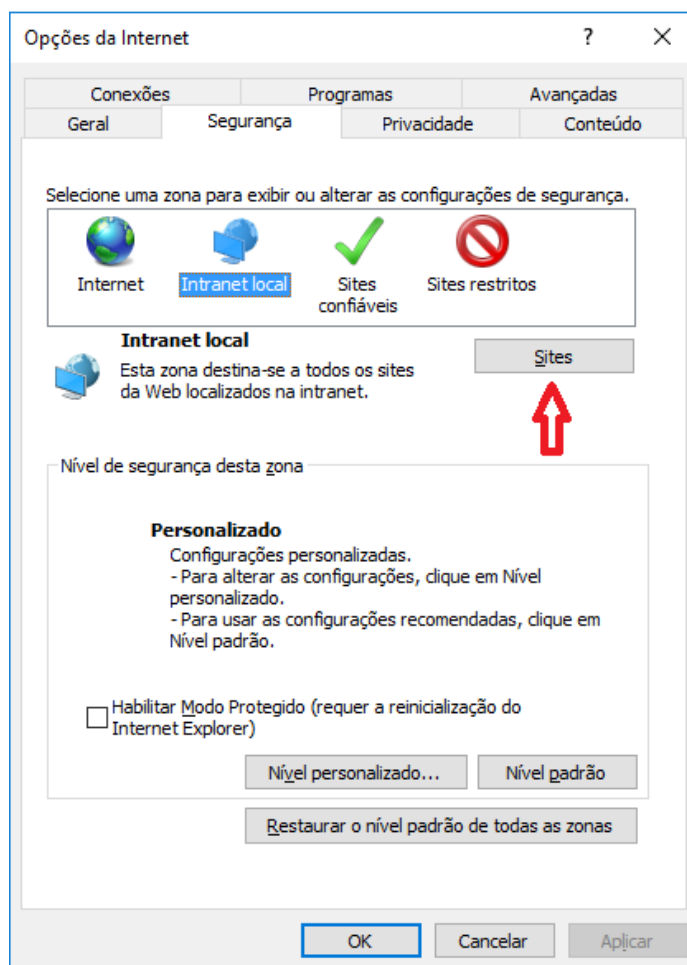 Opções da Internet
?
Conexões
Programas
Avançadas
Geral
Segurança
Privacidade
Conteúdo
Selecione uma zona para exibir ou alterar as configurações de segurança.
Internet
Intranet local
Sites
confiáveis
Sites restritos
Intranet local
Esta zona destina-se a todos os sites
da Web localizados na intranet.
Sites
Nível de segurança desta zona
Personalizado
Configurações personalizadas.
- Para alterar as configurações, clique em Nível
personalizado.
- Para usar as configurações recomendadas, clique em
Nível padrão.
Habilitar Modo Protegido (requer a reinicialização do
Internet Explorer)
Nível personalizado...
Nível padrão
Restaurar o nível padrão de todas as zonas
OK
Cancelar
Aplicar